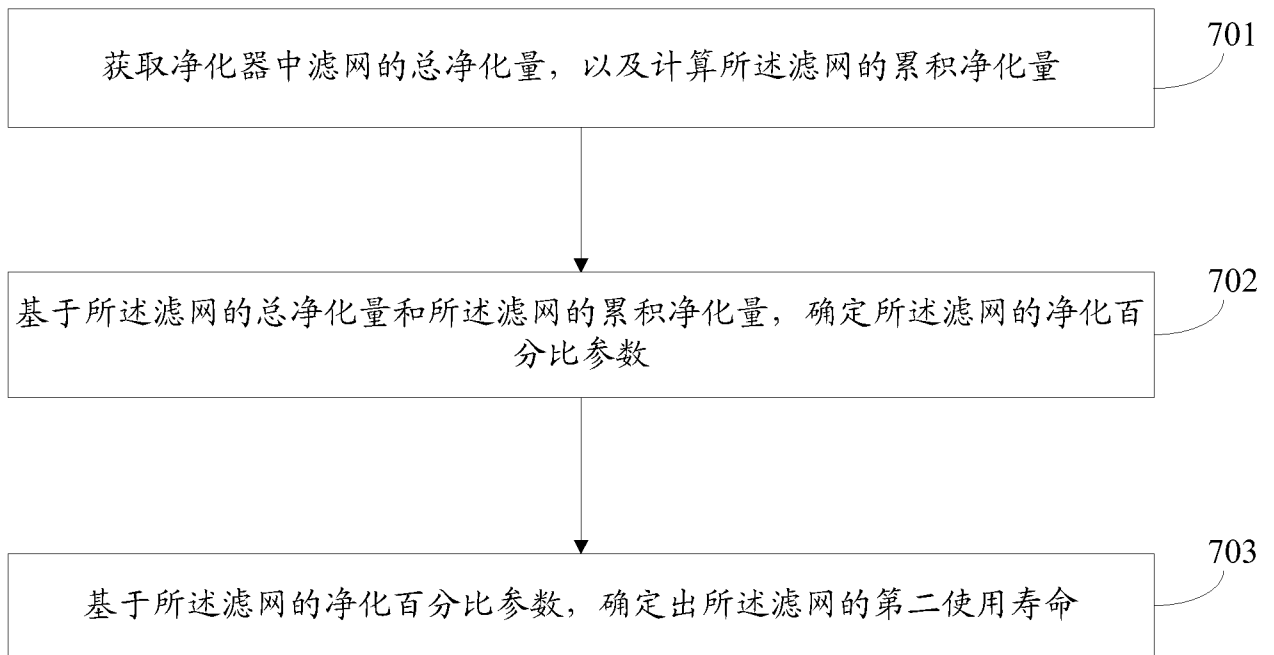 获取净化器中滤网的总净化量，以及计算所述滤网的累积净化量
701
基于所述滤网的总净化量和所述滤网的累积净化量，确定所述滤网的净化百
分比参数
702
基于所述滤网的净化百分比参数，确定出所述滤网的第二使用寿命
703